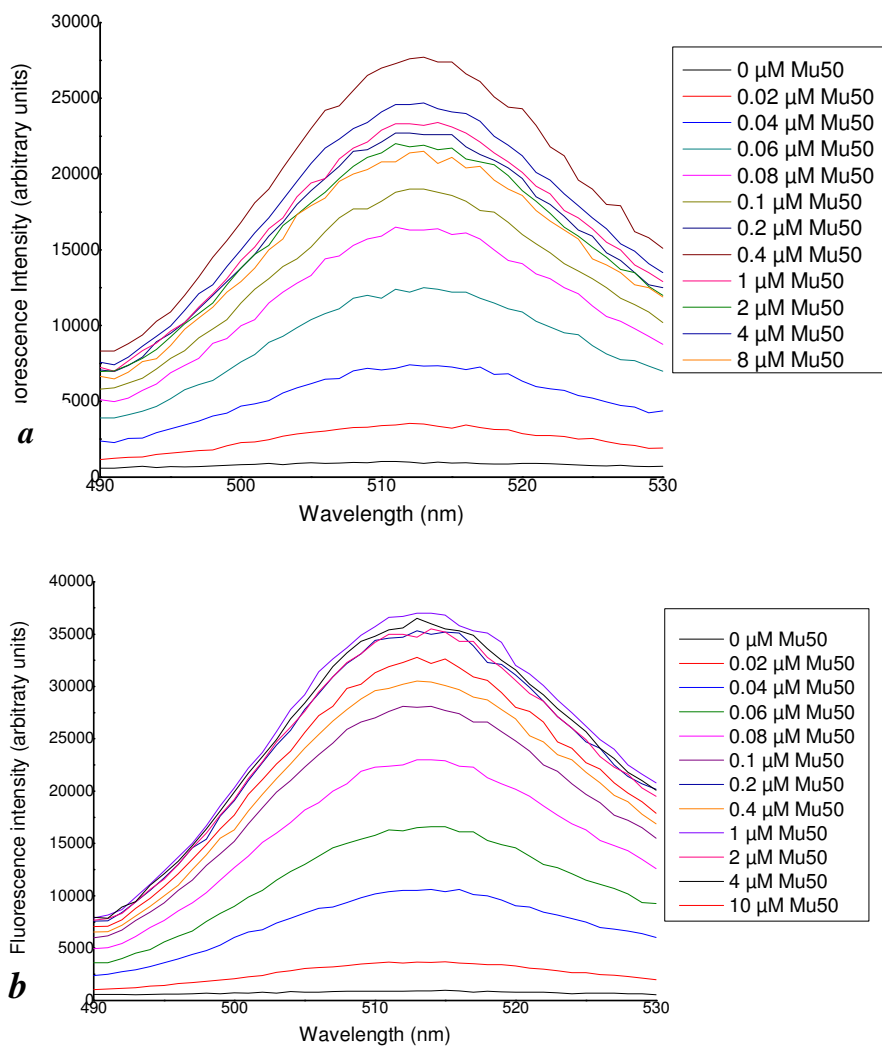 30000
25000
20000
15000
10000
5000
0
lorescence Intensity (arbitrary units)
490 500 510 520 530
Wavelength (nm)
a
0 µM Mu50
0.02 µM Mu50
0.04 µM Mu50
0.06 µM Mu50
0.08 µM Mu50
0.1 µM Mu50
0.2 µM Mu50
0.4 µM Mu50
1 µM Mu50
2 µM Mu50
4 µM Mu50
8 µM Mu50
40000
35000
30000
25000
20000
15000
10000
5000
0
Fluorescence intensity (arbitraty units)
490 500 510 520 530
Wavelength (nm)
b
0 µM Mu50
0.02 µM Mu50
0.04 µM Mu50
0.06 µM Mu50
0.08 µM Mu50
0.1 µM Mu50
0.2 µM Mu50
0.4 µM Mu50
1 µM Mu50
2 µM Mu50
4 µM Mu50
10 µM Mu50